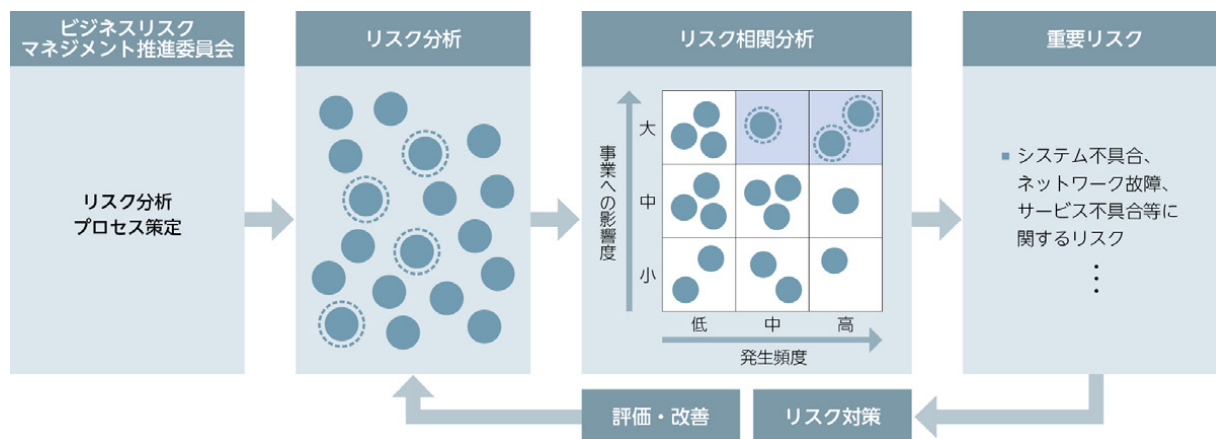 ビジネスリスク
マネジメント推進委員会
リスク分析
プロセス策定
リスク分析
リスク相関分析
事業への影響度
大
中
小
低
中
高
発生頻度
重要リスク
■ システム不具合、
ネットワーク故障、
サービス不具合等に
関するリスク
・
・
・
リスク対策
評価・改善